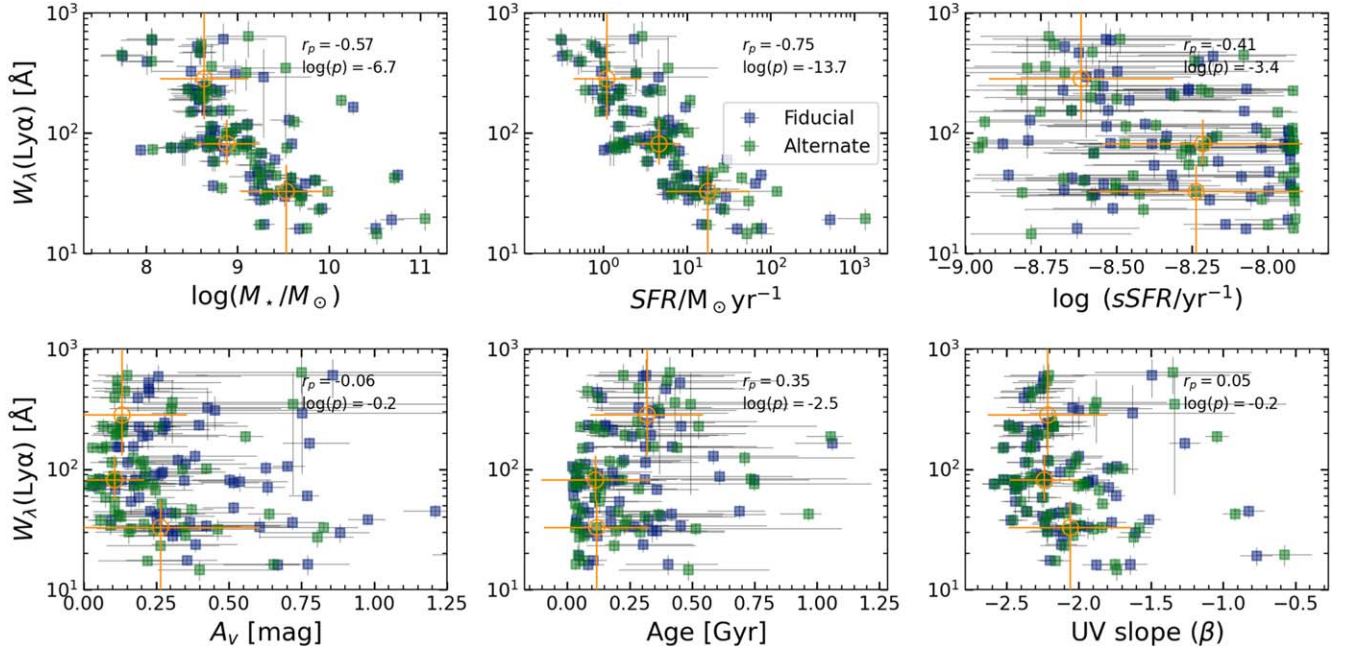 10³
10²
10¹
W_λ(Lyα) [Å]
r_p = -0.57
log(p) = -6.7
8 9 10 11
log(M⋆/M⊙)
r_p = -0.75
log(p) = -13.7
Fiducial
Alternate
10⁰ 10¹ 10² 10³
SFR/M⊙ yr⁻¹
10³
10²
10¹
r_p = -0.41
log(p) = -3.4
−9.00 −8.75 −8.50 −8.25 −8.00
log (sSFR/yr⁻¹)
10³
10²
10¹
W_λ(Lyα) [Å]
r_p = -0.06
log(p) = -0.2
0.00 0.25 0.50 0.75 1.00 1.25
A_v [mag]
10³
10²
10¹
r_p = 0.35
log(p) = -2.5
0.00 0.25 0.50 0.75 1.00 1.25
Age [Gyr]
10³
10²
10¹
r_p = 0.05
log(p) = -0.2
−2.5 −2.0 −1.5 −1.0 −0.5
UV slope (β)
10³
10²
10¹